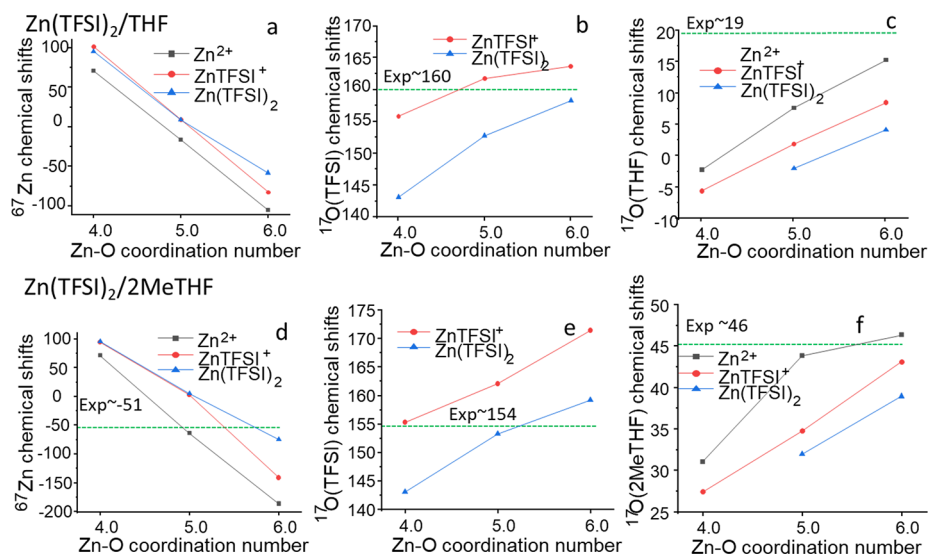 Zn(TFSI)2/THF
a
67Zn chemical shifts
100
50
0
-50
-100
4.0 5.0 6.0
Zn-O coordination number
Zn2+
ZnTFSI+
Zn(TFSI)2
b
17O(TFSI) chemical shifts
170
165
160
155
150
145
140
4.0 5.0 6.0
Zn-O coordination number
ZnTFSI+
Zn(TFSI)2
Exp~160
c
17O(THF) chemical shifts
20
15
10
5
0
-5
-10
4.0 5.0 6.0
Zn-O coordination number
Exp~19
Zn2+
ZnTFSI+
Zn(TFSI)2
Zn(TFSI)2/2MeTHF
d
67Zn chemical shifts
100
50
0
-50
-100
-150
-200
4.0 5.0 6.0
Zn-O coordination number
Zn2+
ZnTFSI+
Zn(TFSI)2
Exp~-51
e
17O(TFSI) chemical shifts
175
170
165
160
155
150
145
140
4.0 5.0 6.0
Zn-O coordination number
ZnTFSI+
Zn(TFSI)2
Exp~154
f
17O(2MeTHF) chemical shifts
50
45
40
35
30
25
4.0 5.0 6.0
Zn-O coordination number
Exp ~46
Zn2+
ZnTFSI+
Zn(TFSI)2